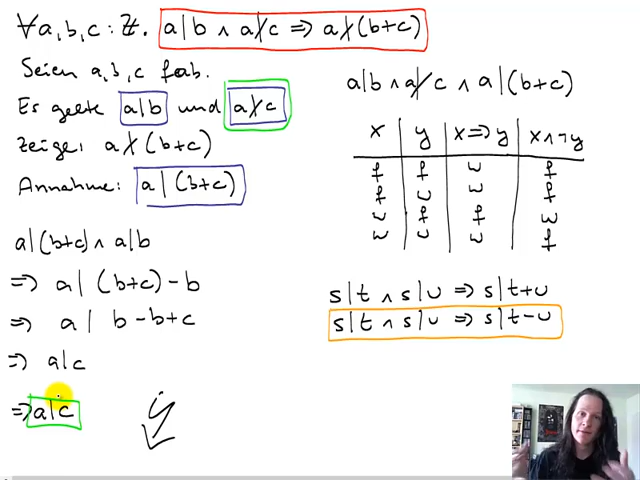 ∀a,b,c : ℤ. a|b ∧ a∤c ⟹ a∤(b+c)
Seien a,b,c fab.
Es gelte a|b und a∤c
Zeige: a∤(b+c)
Annahme: a|(b+c)
a|(b+c) ∧ a|b
⟹ a|(b+c)-b
⟹ a| b-b+c
⟹ a|c
⟹ a|c
a|b ∧ a∤c ∧ a|(b+c)
x | y | x⟹y | x∧¬y
f | f | w | f
f | w | w | f
w | f | f | w
w | w | w | f
s|t ∧ s|u ⟹ s|t+u
s|t ∧ s|u ⟹ s|t-u